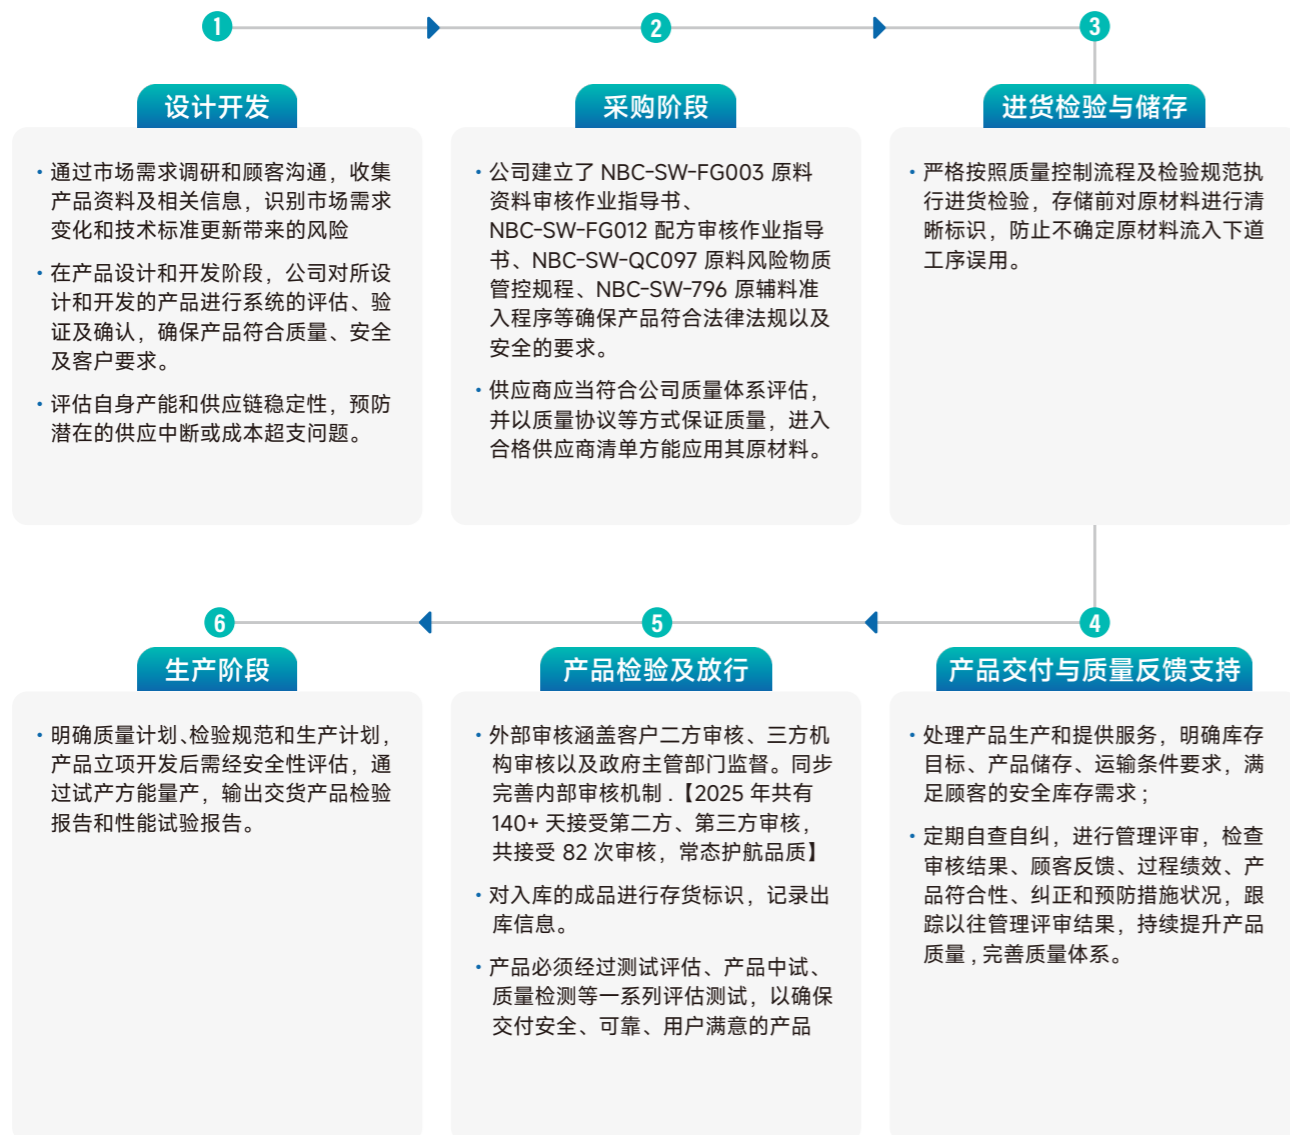 1
2
3
设计开发
• 通过市场需求调研和顾客沟通，收集
产品资料及相关信息，识别市场需求
变化和技术标准更新带来的风险
• 在产品设计和开发阶段，公司对所设
计和开发的产品进行系统的评估、验
证及确认，确保产品符合质量、安全
及客户要求。
• 评估自身产能和供应链稳定性，预防
潜在的供应中断或成本超支问题。
采购阶段
• 公司建立了 NBC-SW-FG003 原料
资料审核作业指导书、
NBC-SW-FG012 配方审核作业指导
书、NBC-SW-QC097 原料风险物质
管控规程、NBC-SW-796 原辅料准
入程序等确保产品符合法律法规以及
安全的要求。
• 供应商应当符合公司质量体系评估，
并以质量协议等方式保证质量，进入
合格供应商清单方能应用其原材料。
进货检验与储存
• 严格按照质量控制流程及检验规范执
行进货检验，存储前对原材料进行清
晰标识，防止不确定原材料流入下道
工序误用。
6
5
4
生产阶段
• 明确质量计划、检验规范和生产计划，
产品立项开发后需经安全性评估，通
过试产方能量产，输出交货产品检验
报告和性能试验报告。
产品检验及放行
• 外部审核涵盖客户二方审核、三方机
构审核以及政府主管部门监督。同步
完善内部审核机制 .【2025 年共有
140+ 天接受第二方、第三方审核，
共接受 82 次审核，常态护航品质】
• 对入库的成品进行存货标识，记录出
库信息。
• 产品必须经过测试评估、产品中试、
质量检测等一系列评估测试，以确保
交付安全、可靠、用户满意的产品
产品交付与质量反馈支持
• 处理产品生产和提供服务，明确库存
目标、产品储存、运输条件要求，满
足顾客的安全库存需求；
• 定期自查自纠，进行管理评审，检查
审核结果、顾客反馈、过程绩效、产
品符合性、纠正和预防措施状况，跟
踪以往管理评审结果，持续提升产品
质量 , 完善质量体系。